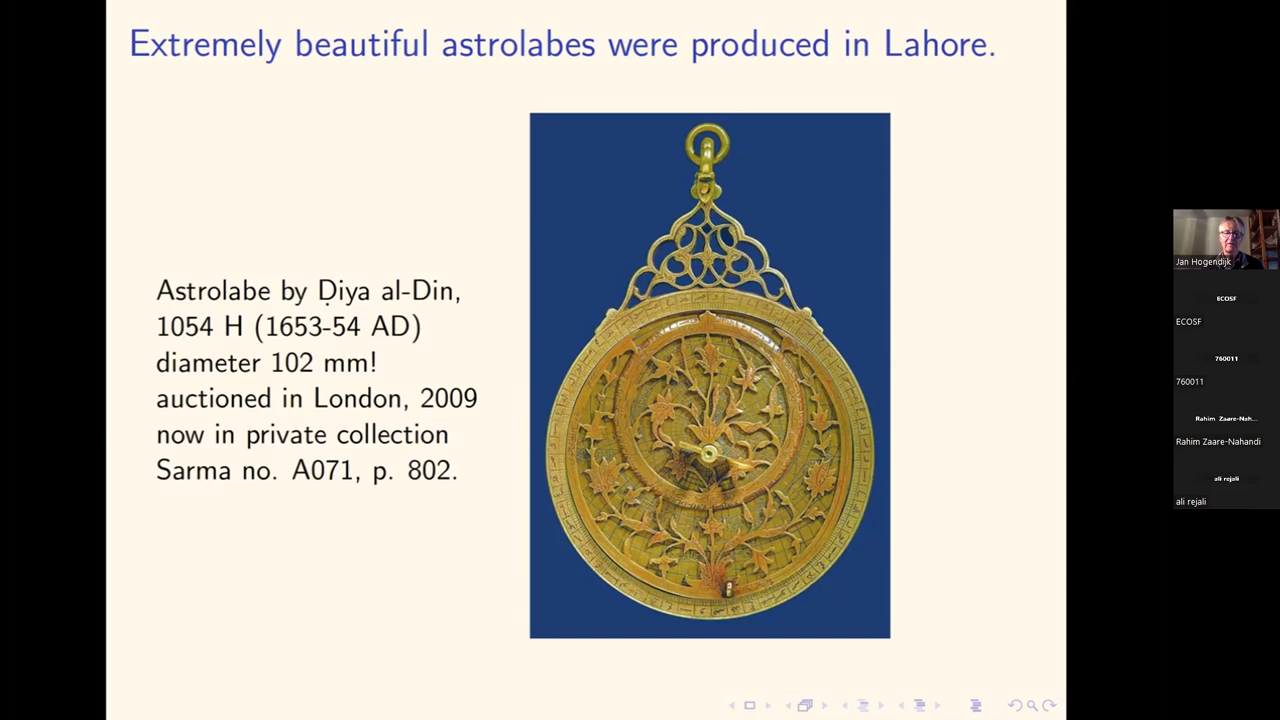 Extremely beautiful astrolabes were produced in Lahore.
Astrolabe by Ḍiya al-Din,
1054 H (1653-54 AD)
diameter 102 mm!
auctioned in London, 2009
now in private collection
Sarma no. A071, p. 802.
Jan Hogendijk
ECOSF
ECOSF
760011
760011
Rahim Zaare-Nah...
Rahim Zaare-Nahandi
ali rejali
ali rejali